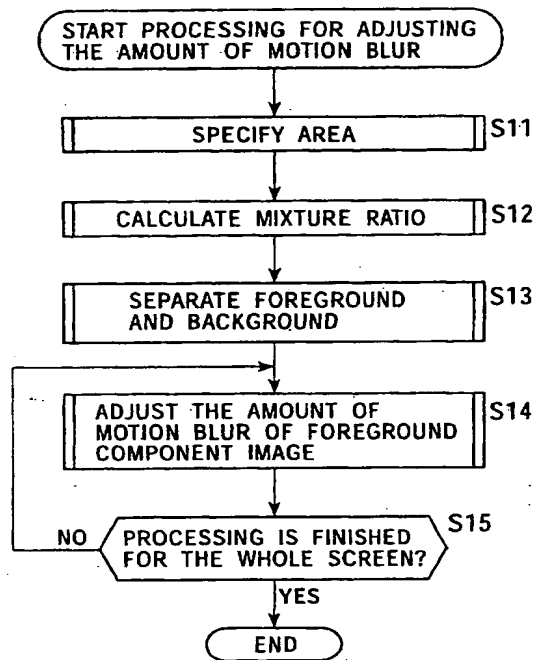 START PROCESSING FOR ADJUSTING
THE AMOUNT OF MOTION BLUR
SPECIFY AREA
S11
CALCULATE MIXTURE RATIO
S12
SEPARATE FOREGROUND
AND BACKGROUND
S13
ADJUST THE AMOUNT OF
MOTION BLUR OF FOREGROUND
COMPONENT IMAGE
S14
PROCESSING IS FINISHED
FOR THE WHOLE SCREEN?
S15
NO
YES
END